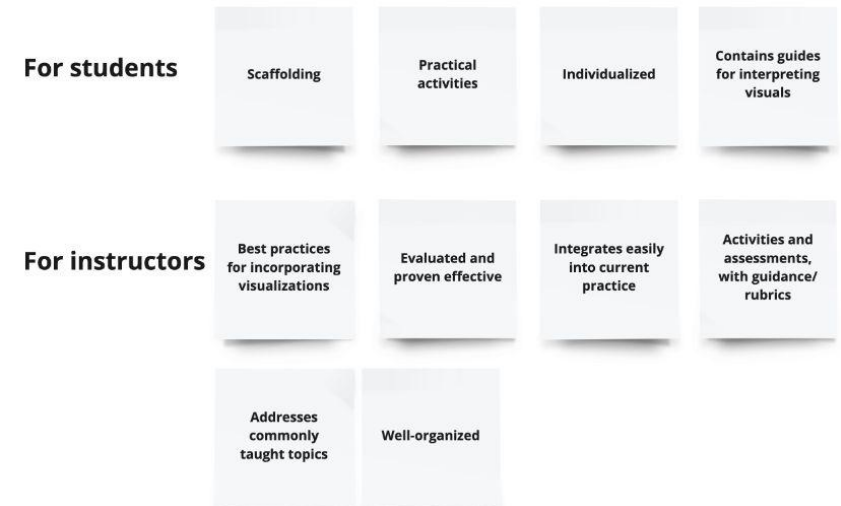 For students
Scaffolding
Practical
activities
Individualized
Contains guides
for interpreting
visuals
For instructors
Best practices
for incorporating
visualizations
Evaluated and
proven effective
Integrates easily
into current
practice
Activities and
assessments,
with guidance/
rubrics
Addresses
commonly
taught topics
Well-organized